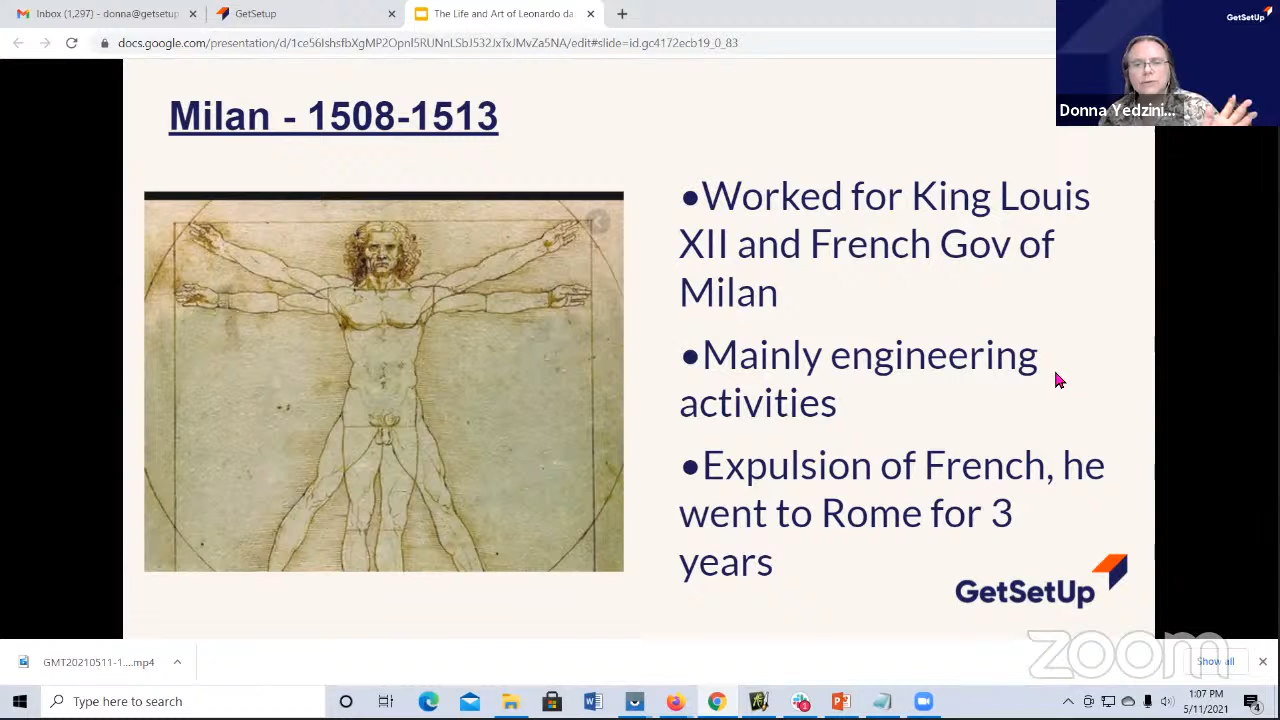 Inbox (1,297) - donna@getsetup
GetSetUp
The Life and Art of Leonardo da
docs.google.com/presentation/d/1ce56IshsfbXgMP2OpnI5RUNqLSbJ532JxTxJMvZa5NA/edit#slide=id.gc4172ecb19_0_83
GetSetUp
Donna Yedzini...
Milan - 1508-1513
•Worked for King Louis
XII and French Gov of
Milan
•Mainly engineering
activities
•Expulsion of French, he
went to Rome for 3
years
GetSetUp
zoom
GMT20210511-1....mp4
Show all
Type here to search
1:07 PM
5/11/2021
4